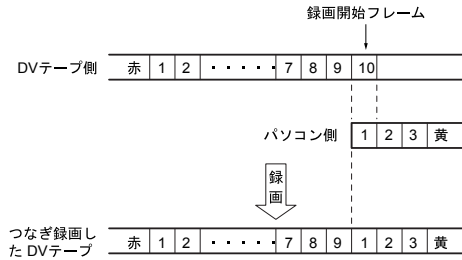 録画開始フレーム
DVテープ側 赤 1 2 ・・・・・ 7 8 9 10
パソコン側 1 2 3 黄
録
画
つなぎ録画し
た DVテープ 赤 1 2 ・・・・・ 7 8 9 1 2 3 黄